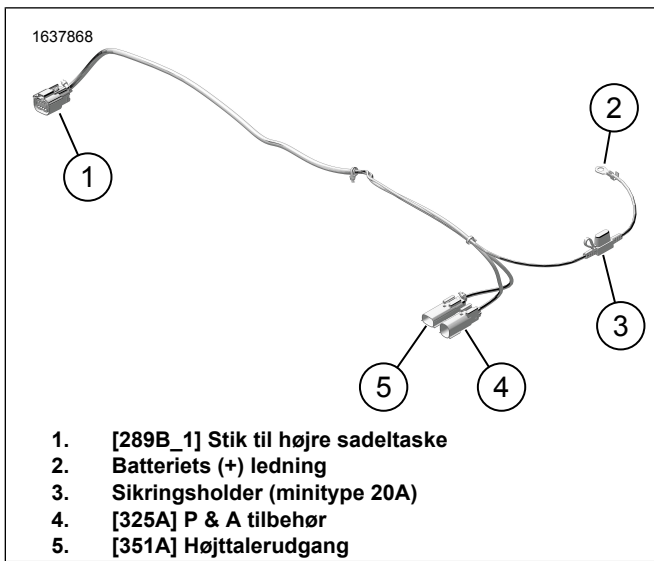 1637868
1
2
3
5
4
1. [289B_1] Stik til højre sadeltaske
2. Batteriets (+) ledning
3. Sikringsholder (minitype 20A)
4. [325A] P & A tilbehør
5. [351A] Højttalerudgang